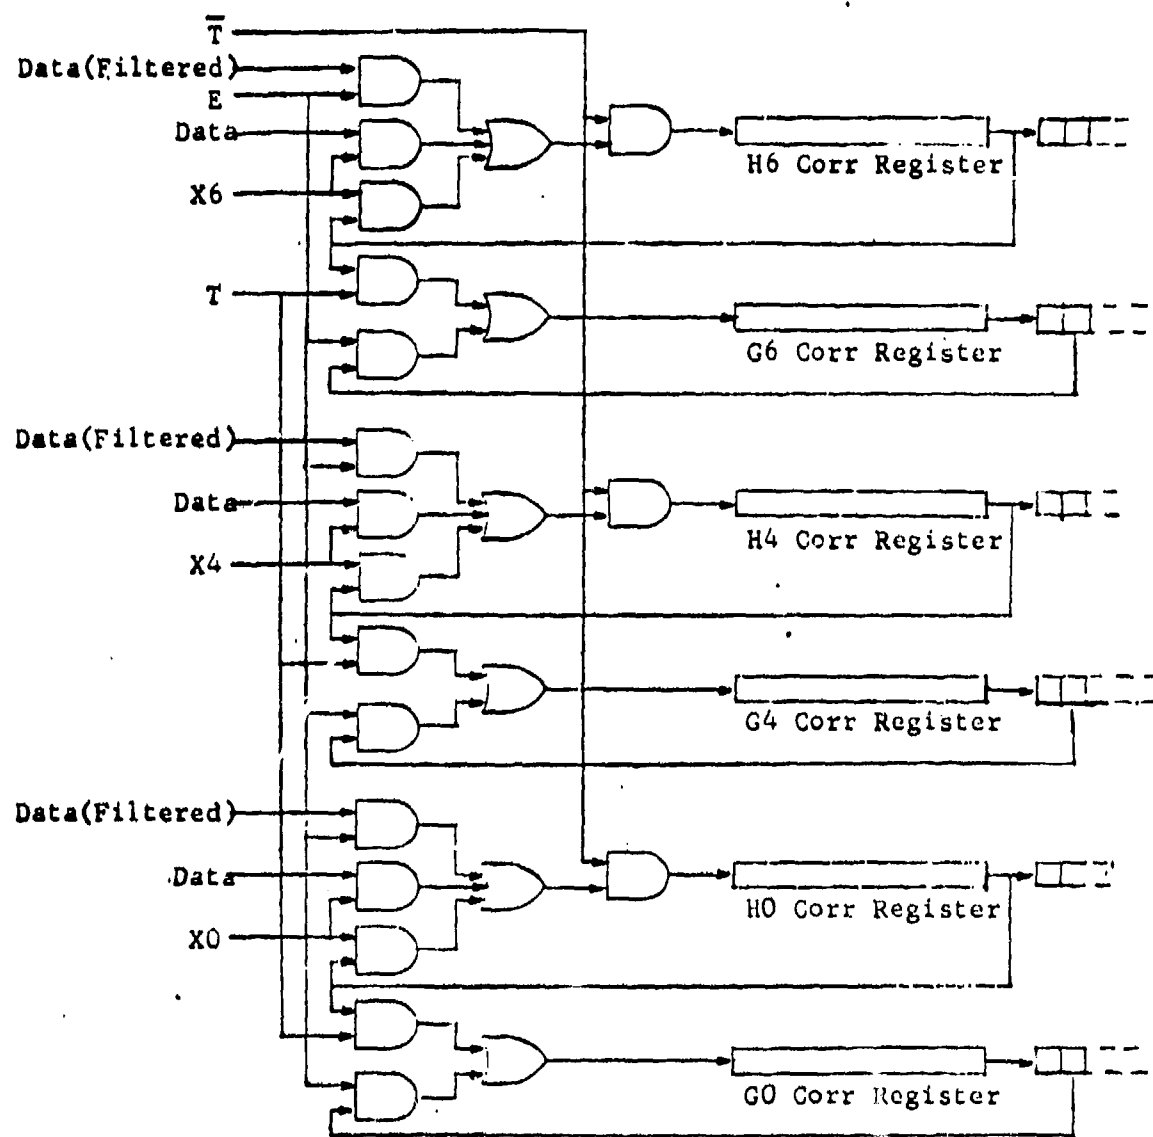 T̅
Data(Filtered)
E
Data
H6 Corr Register
X6
T
G6 Corr Register
Data(Filtered)
Data
H4 Corr Register
X4
G4 Corr Register
Data(Filtered)
Data
H0 Corr Register
X0
G0 Corr Register